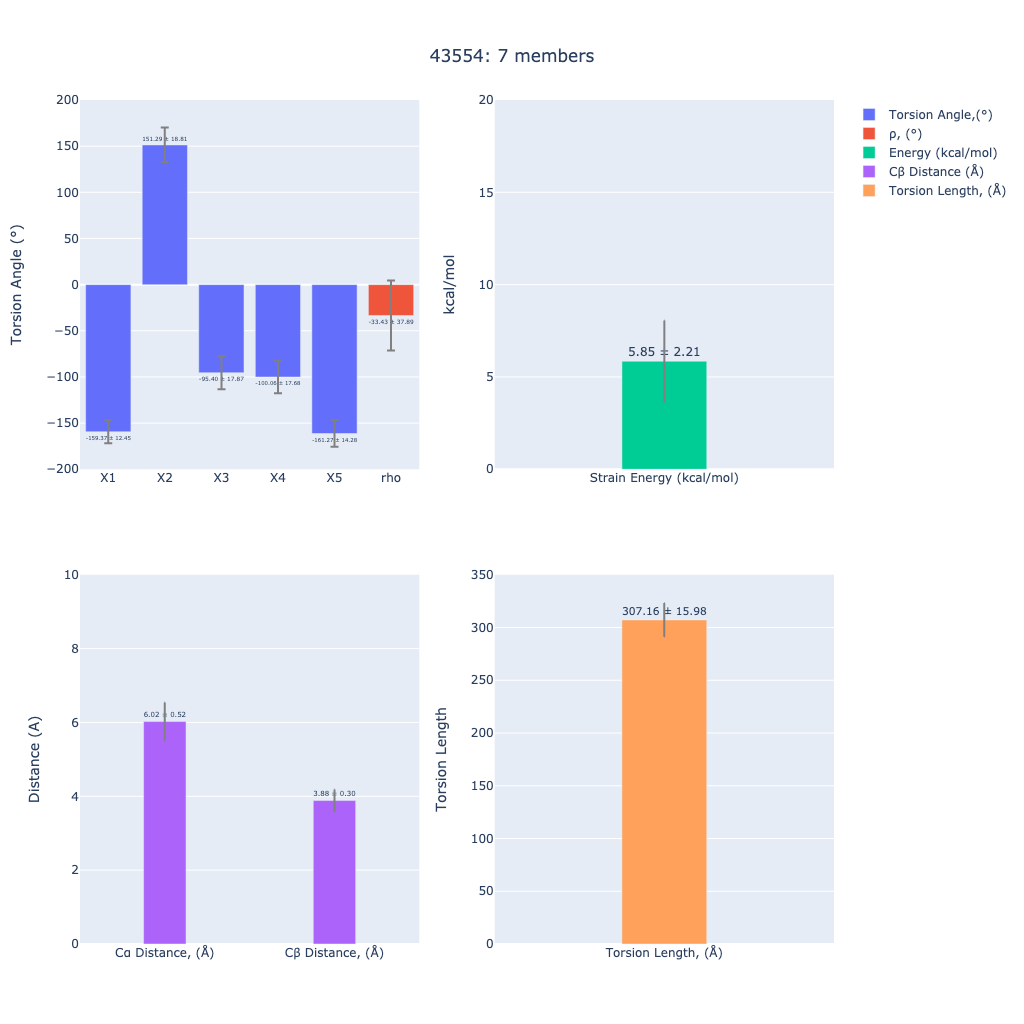 43554: 7 members
Torsion Angle (°)
200
150
100
50
0
−50
−100
−150
−200
151.29 ± 18.81
-33.43 ± 37.89
-95.40 ± 17.87
-100.06 ± 17.68
-159.37 ± 12.45
-161.27 ± 14.28
X1 X2 X3 X4 X5 rho
kcal/mol
20
15
10
5
0
5.85 ± 2.21
Strain Energy (kcal/mol)
Torsion Angle,(°)
ρ, (°)
Energy (kcal/mol)
Cβ Distance (Å)
Torsion Length, (Å)
Distance (A)
10
8
6
4
2
0
6.02 ± 0.52
3.88 ± 0.30
Cα Distance, (Å) Cβ Distance, (Å)
Torsion Length
350
300
250
200
150
100
50
0
307.16 ± 15.98
Torsion Length, (Å)